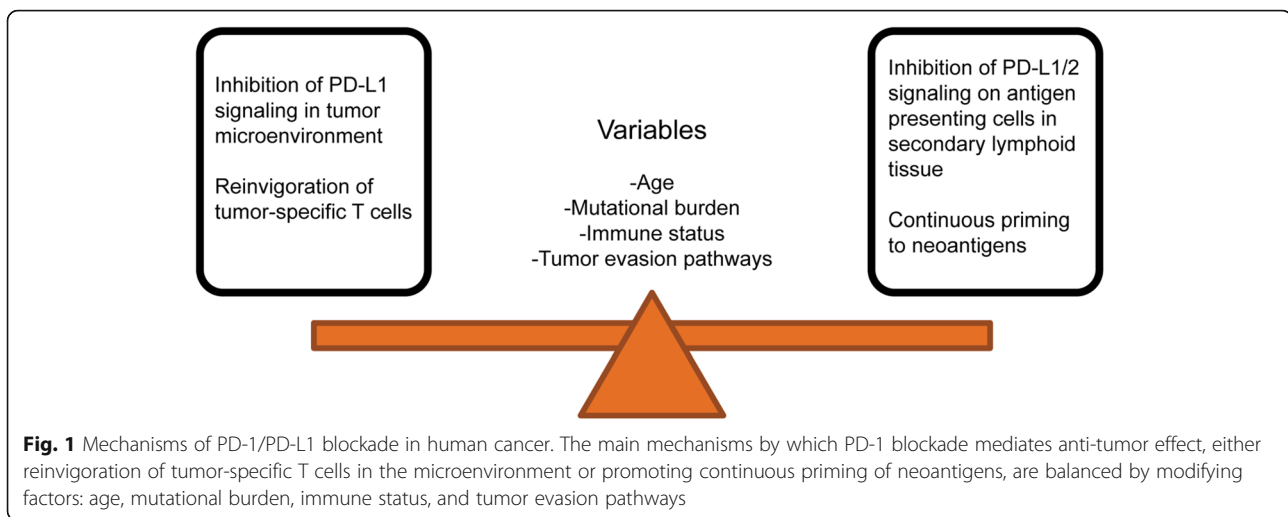 Inhibition of PD-L1
signaling in tumor
microenvironment
Reinvigoration of
tumor-specific T cells
Variables
-Age
-Mutational burden
-Immune status
-Tumor evasion pathways
Inhibition of PD-L1/2
signaling on antigen
presenting cells in
secondary lymphoid
tissue
Continuous priming
to neoantigens
Fig. 1 Mechanisms of PD-1/PD-L1 blockade in human cancer. The main mechanisms by which PD-1 blockade mediates anti-tumor effect, either
reinvigoration of tumor-specific T cells in the microenvironment or promoting continuous priming of neoantigens, are balanced by modifying
factors: age, mutational burden, immune status, and tumor evasion pathways